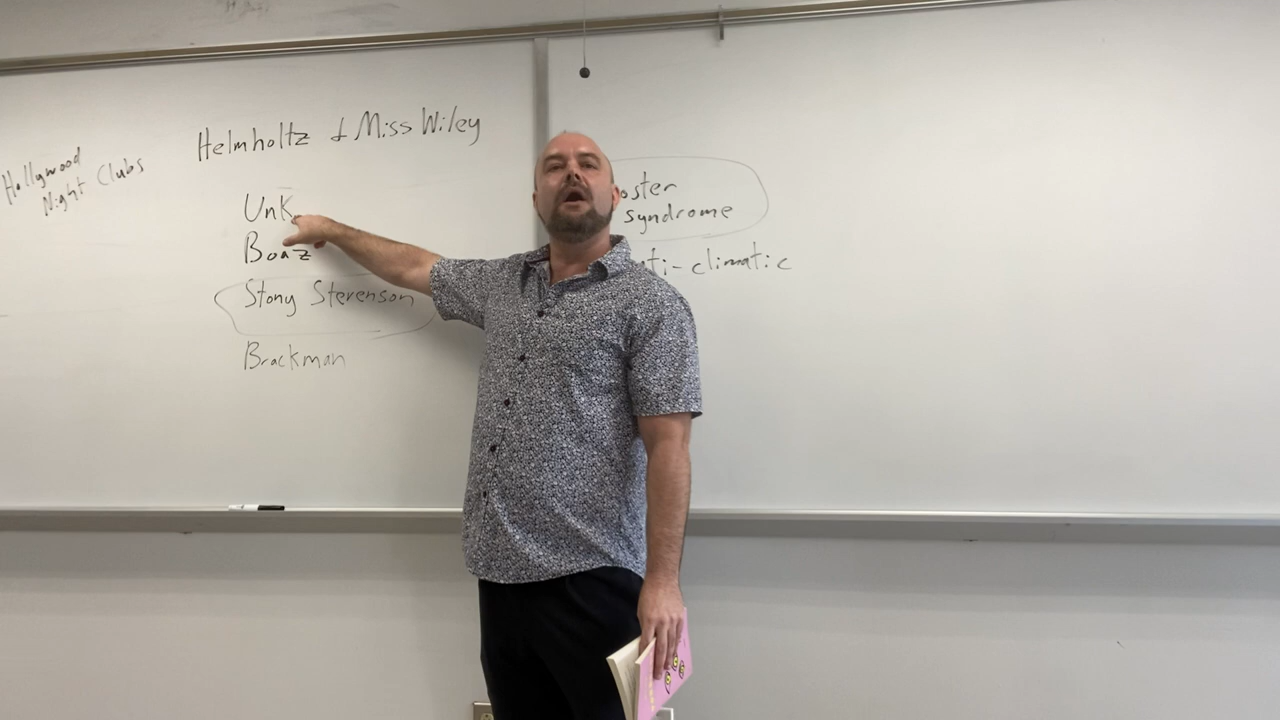 Hollywood
Night Clubs
Helmholtz & Miss Wiley
Unk
Boaz
Stony Stevenson
Brackman
oster
syndrome
ti-climatic